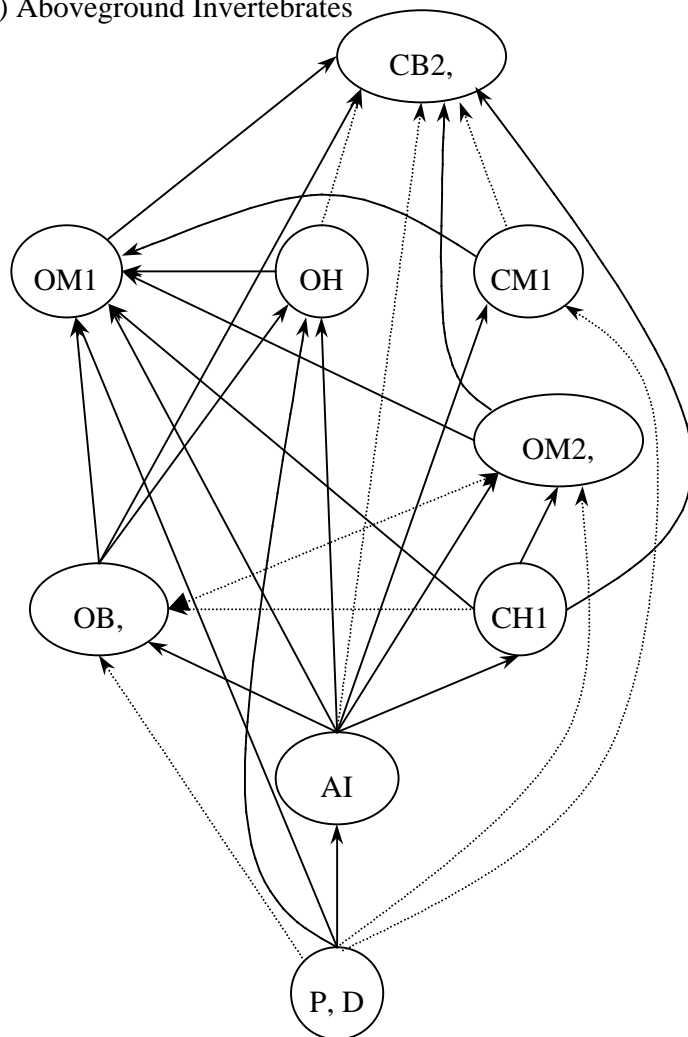 ) Aboveground Invertebrates
CB2,
OM1
OH
CM1
OM2,
OB,
CH1
AI
P, D